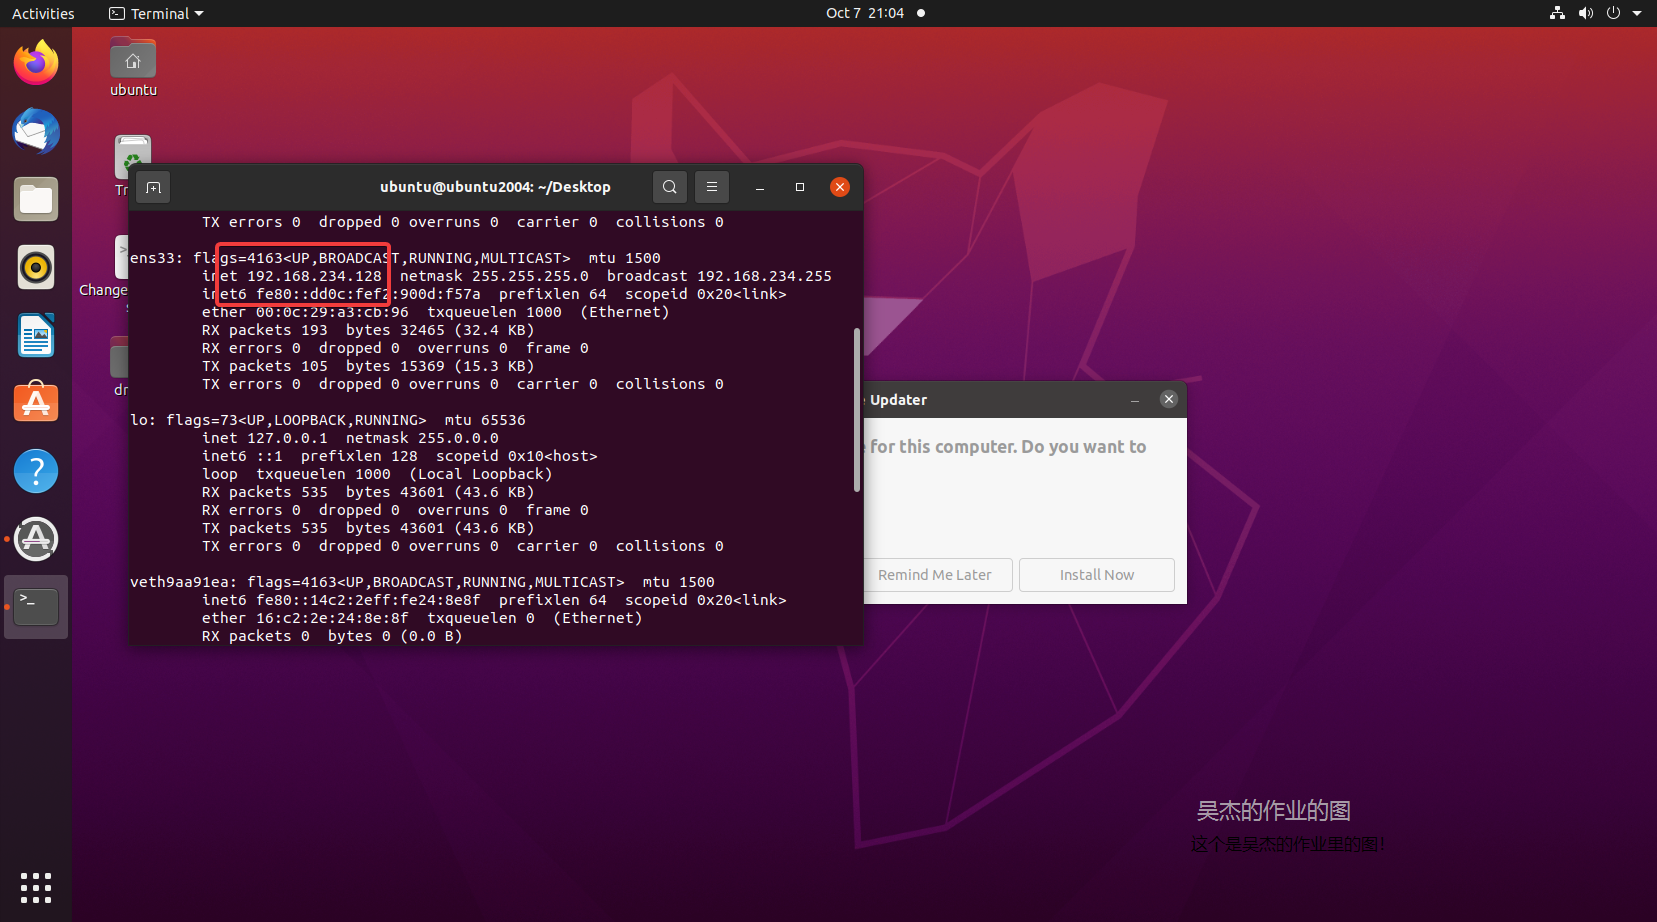 Activities
Terminal
Oct 7 21:04
ubuntu
Tr
Change
dr
ubuntu@ubuntu2004: ~/Desktop
TX errors 0 dropped 0 overruns 0 carrier 0 collisions 0
ens33: flags=4163<UP,BROADCAST,RUNNING,MULTICAST> mtu 1500
inet 192.168.234.128 netmask 255.255.255.0 broadcast 192.168.234.255
inet6 fe80::dd0c:fef2:900d:f57a prefixlen 64 scopeid 0x20<link>
ether 00:0c:29:a3:cb:96 txqueuelen 1000 (Ethernet)
RX packets 193 bytes 32465 (32.4 KB)
RX errors 0 dropped 0 overruns 0 frame 0
TX packets 105 bytes 15369 (15.3 KB)
TX errors 0 dropped 0 overruns 0 carrier 0 collisions 0
lo: flags=73<UP,LOOPBACK,RUNNING> mtu 65536
inet 127.0.0.1 netmask 255.0.0.0
inet6 ::1 prefixlen 128 scopeid 0x10<host>
loop txqueuelen 1000 (Local Loopback)
RX packets 535 bytes 43601 (43.6 KB)
RX errors 0 dropped 0 overruns 0 frame 0
TX packets 535 bytes 43601 (43.6 KB)
TX errors 0 dropped 0 overruns 0 carrier 0 collisions 0
veth9aa91ea: flags=4163<UP,BROADCAST,RUNNING,MULTICAST> mtu 1500
inet6 fe80::14c2:2eff:fe24:8e8f prefixlen 64 scopeid 0x20<link>
ether 16:c2:2e:24:8e:8f txqueuelen 0 (Ethernet)
RX packets 0 bytes 0 (0.0 B)
Updater
for this computer. Do you want to
Remind Me Later
Install Now
吴杰的作业的图
这个是吴杰的作业里的图!